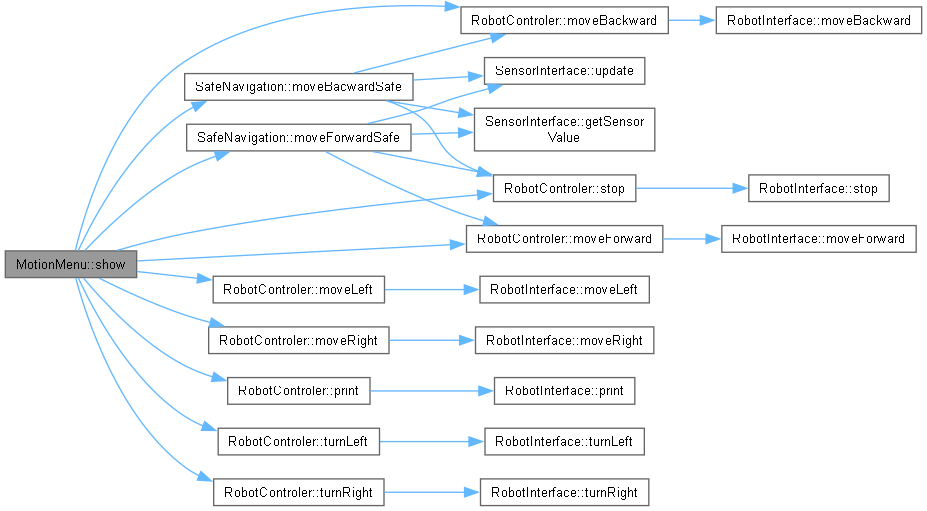 RobotControler::moveBackward
RobotInterface::moveBackward
SafeNavigation::moveBacwardSafe
SensorInterface::update
SafeNavigation::moveForwardSafe
SensorInterface::getSensor
Value
RobotControler::stop
RobotInterface::stop
RobotControler::moveForward
RobotInterface::moveForward
MotionMenu::show
RobotControler::moveLeft
RobotInterface::moveLeft
RobotControler::moveRight
RobotInterface::moveRight
RobotControler::print
RobotInterface::print
RobotControler::turnLeft
RobotInterface::turnLeft
RobotControler::turnRight
RobotInterface::turnRight